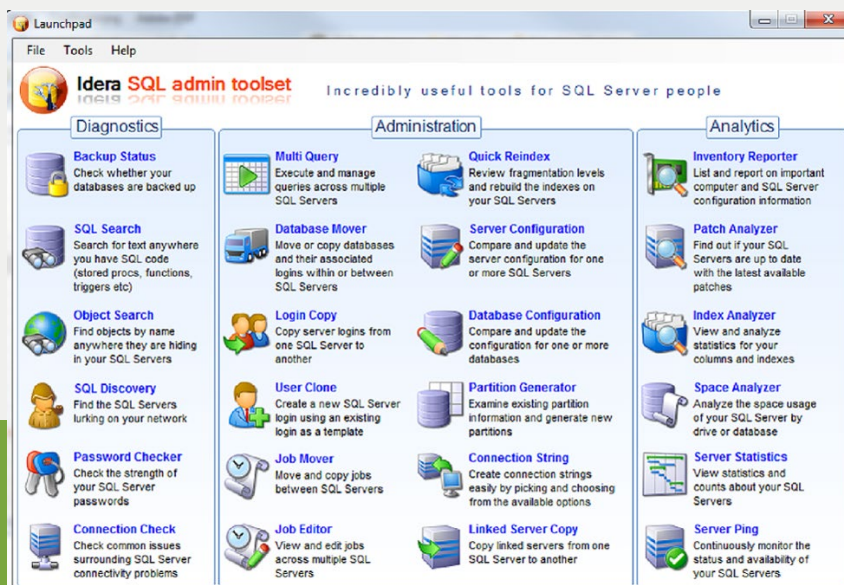 Launchpad
File Tools Help
Idera SQL admin toolset
Incredibly useful tools for SQL Server people
Diagnostics
Backup Status
Check whether your
databases are backed up
SQL Search
Search for text anywhere
you have SQL code
(stored procs, functions,
triggers etc)
Object Search
Find objects by name
anywhere they are hiding
in your SQL Servers
SQL Discovery
Find the SQL Servers
lurking on your network
Password Checker
Check the strength of
your SQL Server
passwords
Connection Check
Check common issues
surrounding SQL Server
connectivity problems
Administration
Multi Query
Execute and manage
queries across multiple
SQL Servers
Database Mover
Move or copy databases
and their associated
logins within or between
SQL Servers
Login Copy
Copy server logins from
one SQL Server to
another
User Clone
Create a new SQL Server
login using an existing
login as a template
Job Mover
Move and copy jobs
between SQL Servers
Job Editor
View and edit jobs
across multiple SQL
Servers
Quick Reindex
Review fragmentation levels
and rebuild the indexes on
your SQL Servers
Server Configuration
Compare and update the
server configuration for one
or more SQL Servers
Database Configuration
Compare and update the
configuration for one or more
databases
Partition Generator
Examine existing partition
information and generate new
partitions
Connection String
Create connection strings
easily by picking and choosing
from the available options
Linked Server Copy
Copy linked servers from one
SQL Server to another
Analytics
Inventory Reporter
List and report on important
computer and SQL Server
configuration information
Patch Analyzer
Find out if your SQL
Servers are up to date
with the latest available
patches
Index Analyzer
View and analyze
statistics for your
columns and indexes
Space Analyzer
Analyze the space usage
of your SQL Server by
drive or database
Server Statistics
View statistics and
counts about your SQL
Servers
Server Ping
Continuously monitor the
status and availability of
your SQL Servers